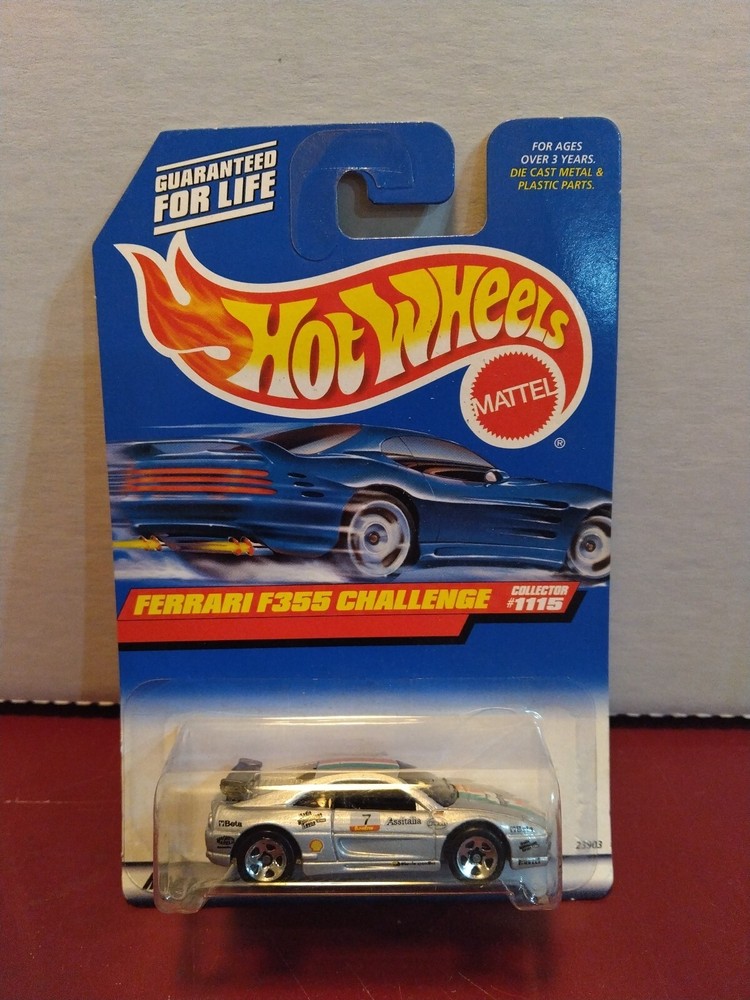 GUARANTEED
FOR LIFE
FOR AGES
OVER 3 YEARS.
DIE CAST METAL &
PLASTIC PARTS.
HOT WHEELS
MATTEL
®
FERRARI F355 CHALLENGE
COLLECTOR
#1115
7
Assitalia
Beta
Beta
23903